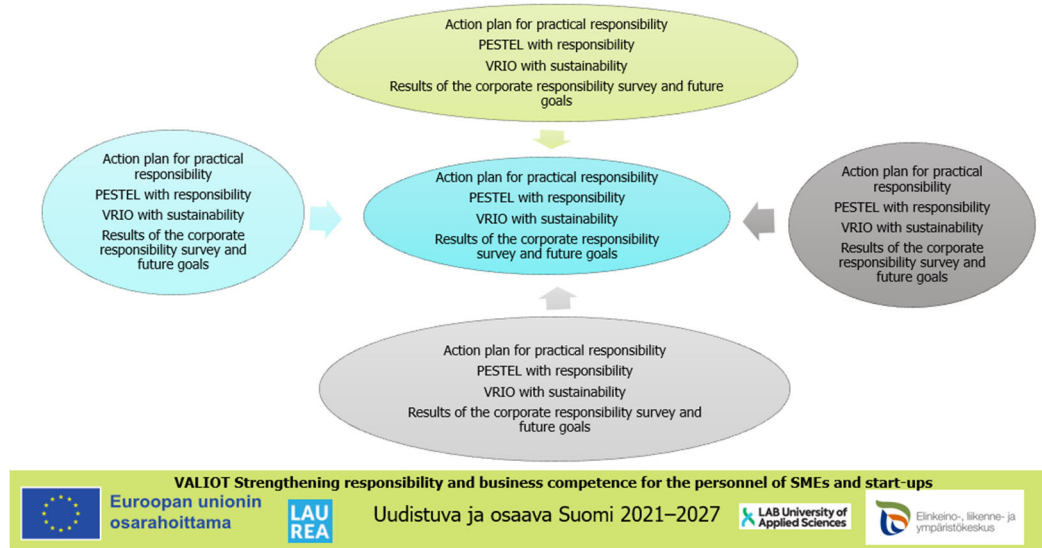 Action plan for practical responsibility
PESTEL with responsibility
VRIO with sustainability
Results of the corporate responsibility survey and future
goals
Action plan for practical
responsibility
PESTEL with responsibility
VRIO with sustainability
Results of the corporate
responsibility survey and
future goals
Action plan for practical responsibility
PESTEL with responsibility
VRIO with sustainability
Results of the corporate responsibility
survey and future goals
Action plan for practical
responsibility
PESTEL with responsibility
VRIO with sustainability
Results of the corporate
responsibility survey and
future goals
Action plan for practical responsibility
PESTEL with responsibility
VRIO with sustainability
Results of the corporate responsibility survey and
future goals
VALIOT Strengthening responsibility and business competence for the personnel of SMEs and start-ups
Euroopan unionin
osarahoittama
LAU
REA
Uudistuva ja osaava Suomi 2021–2027
LAB University of
Applied Sciences
Elinkeino-, liikenne- ja
ympäristökeskus